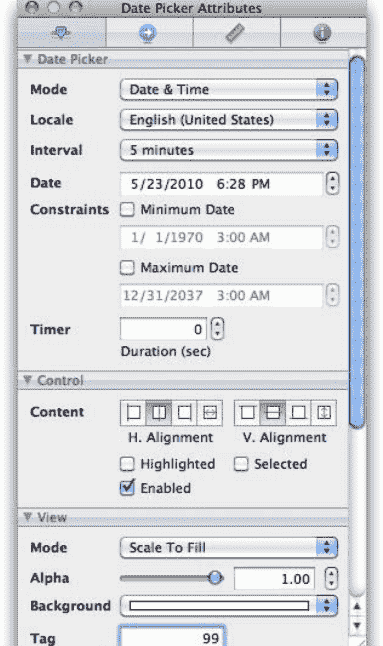 Date Picker Attributes
Date Picker
Mode Date & Time
Locale English (United States)
Interval 5 minutes
Date 5/23/2010 6:28 PM
Constraints Minimum Date
1/ 1/1970 3:00 AM
Maximum Date
12/31/2037 3:00 AM
Timer 0
Duration (sec)
Control
Content
H. Alignment V. Alignment
Highlighted Selected
Enabled
View
Mode Scale To Fill
Alpha 1.00
Background
Tag 99